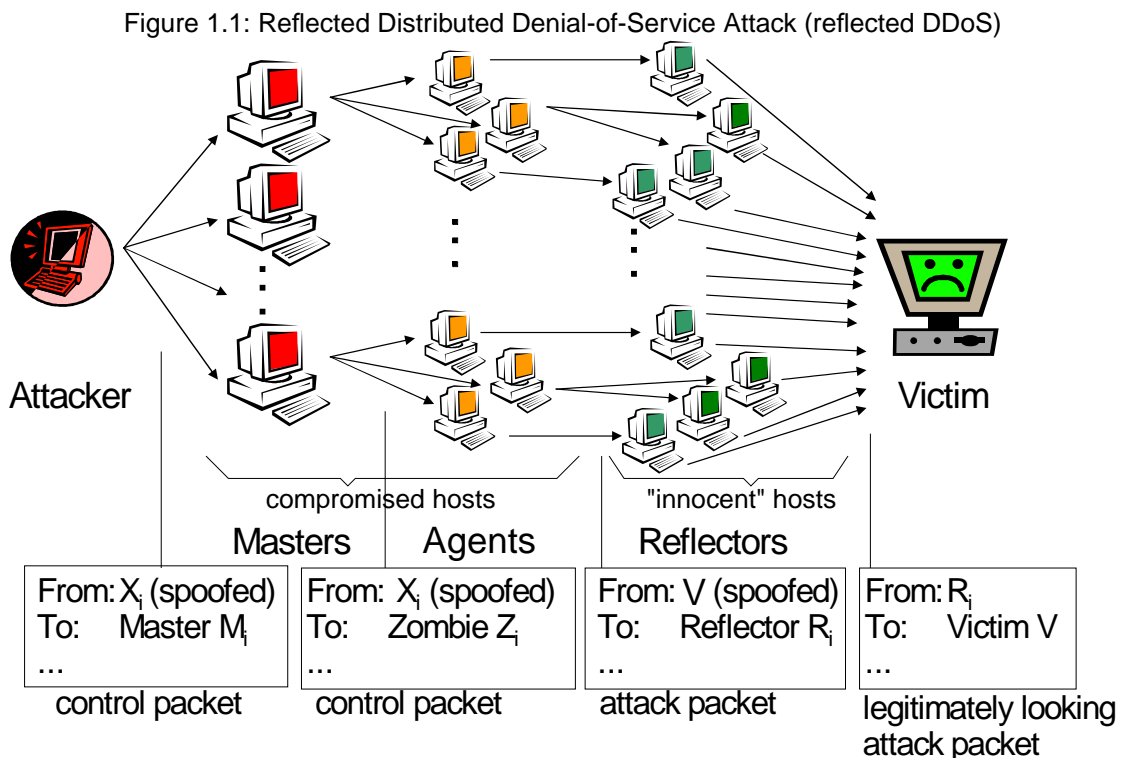 Figure 1.1: Reflected Distributed Denial-of-Service Attack (reflected DDoS)
Attacker
Victim
compromised hosts
"innocent" hosts
Masters
Agents
Reflectors
From: Xi (spoofed)
To: Master Mi
...
control packet
From: Xi (spoofed)
To: Zombie Zi
...
control packet
From: V (spoofed)
To: Reflector Ri
...
attack packet
From: Ri
To: Victim V
...
legitimately looking
attack packet